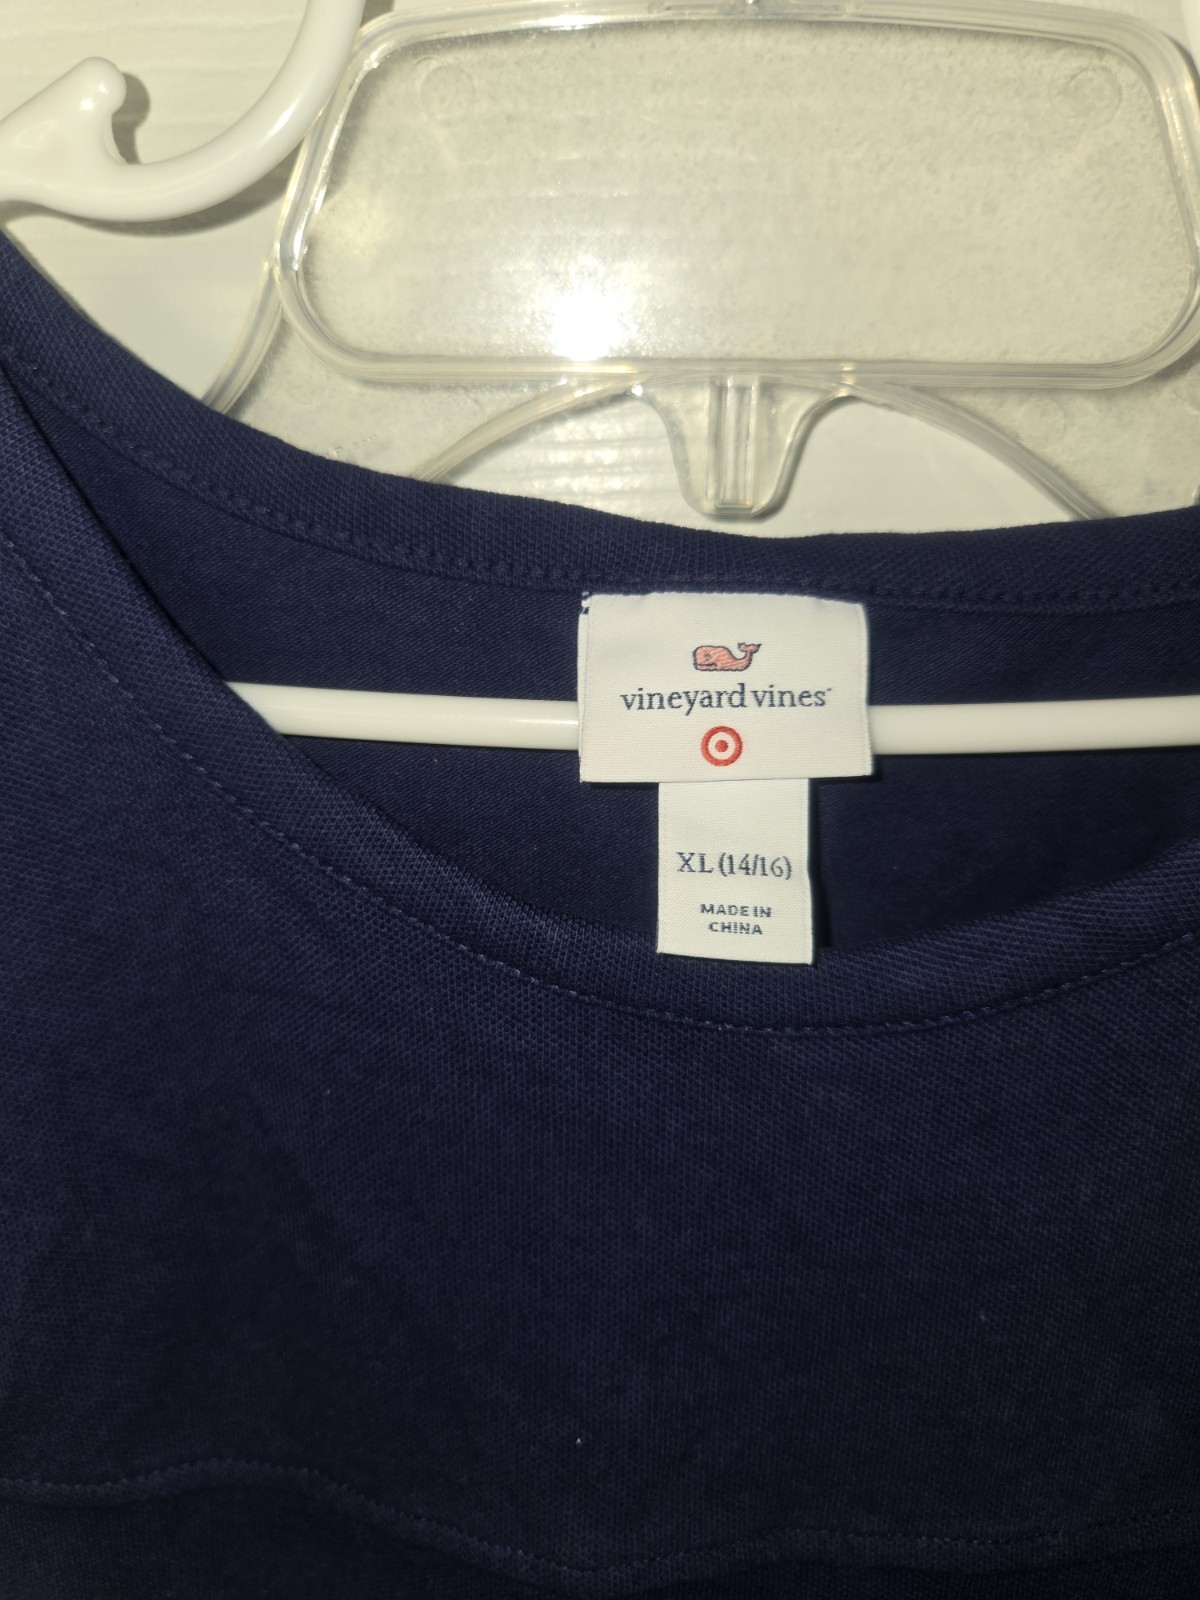 vineyard vines
XL (14/16)
MADE IN
CHINA